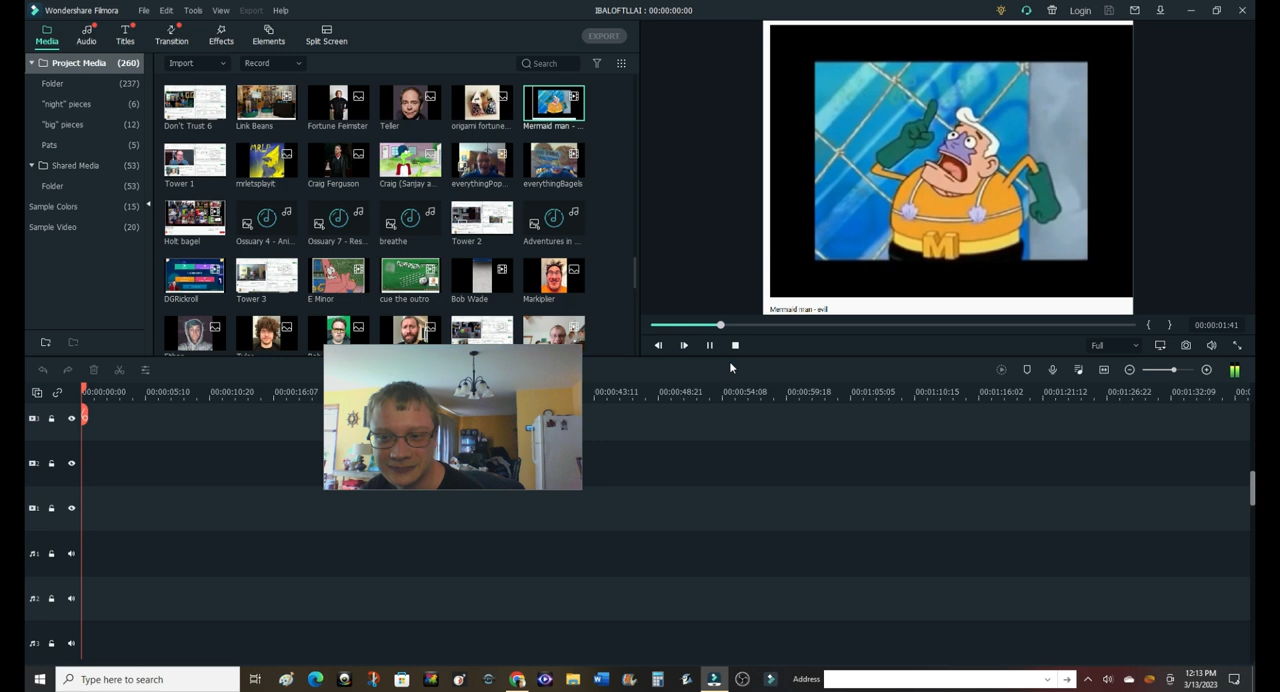 Wondershare Filmora File Edit Tools View Export Help IBALOFTLLAI : 00:00:00:00 Login
Media Audio Titles Transition Effects Elements Split Screen EXPORT
Project Media (260)
Folder (237)
"night" pieces (6)
"big" pieces (12)
Pats (5)
Shared Media (53)
Folder (53)
Sample Colors (15)
Sample Video (20)
Import Record Search
Don't Trust 6 Link Beans Fortune Feimster Teller origami fortune... Mermaid man - ...
Tower 1 mrletsplayit Craig Ferguson Craig (Sanjay a... everythingPop... everythingBagels
Holt bagel Ossuary 4 - Ani... Ossuary 7 - Res... breathe Tower 2 Adventures in ...
DGRickroll Tower 3 E Minor cue the outro Bob Wade Markiplier
M
Mermaid man - evil
{ } 00:00:01:41
Full
00:00:00:00 00:00:05:10 00:00:10:20 00:00:16:07 00:00:43:11 00:00:48:21 00:00:54:08 00:00:59:18 00:01:05:05 00:01:10:15 00:01:16:02 00:01:21:12 00:01:26:22 00:01:32:09 00:0
3
2
1
1
2
3
Type here to search Address 12:13 PM
3/13/2023